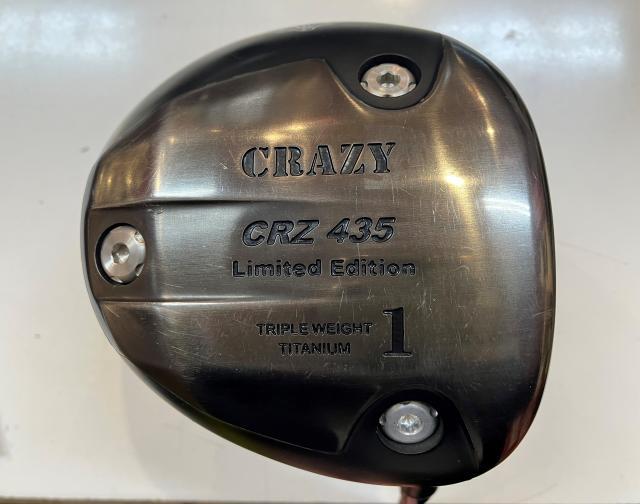 CRAZY
CRZ 435
Limited Edition
TRIPLE WEIGHT
TITANIUM
1